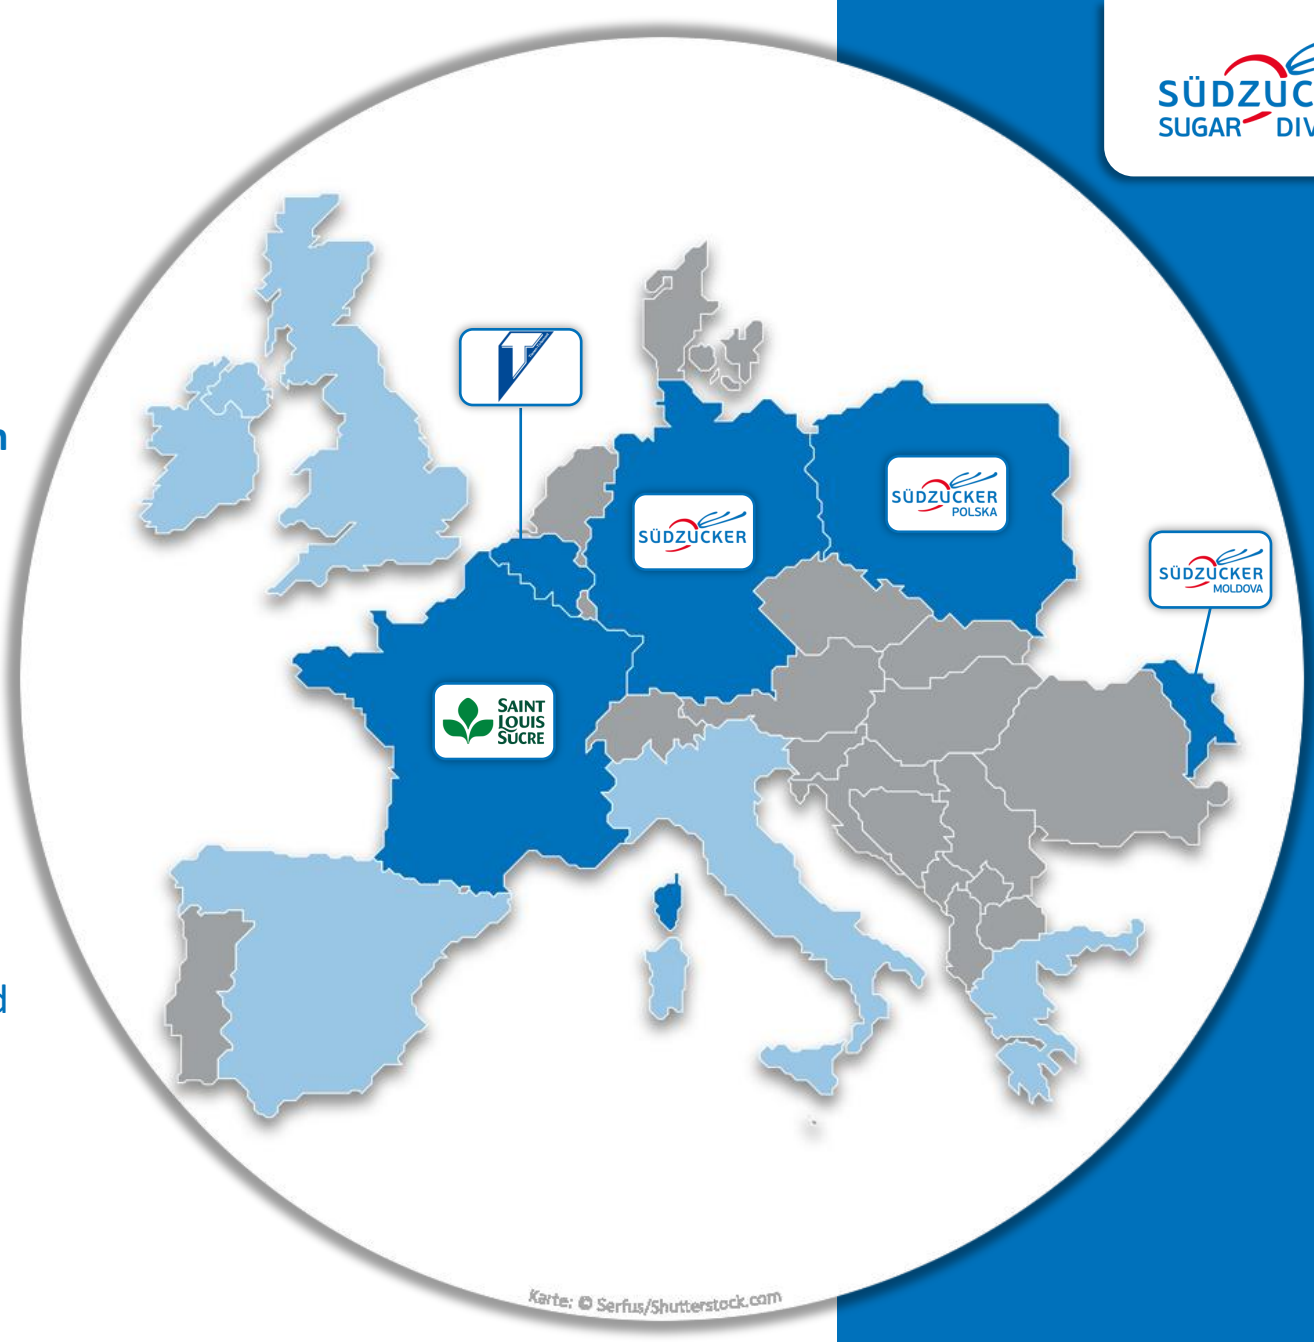 SÜDZUC
SUGAR DIV
T
n
SÜDZUCKER
POLSKA
SÜDZUCKER
SÜDZUCKER
MOLDOVA
SAINT
LOUIS
SUCRE
d
Karte: © Serfus/Shutterstock.com